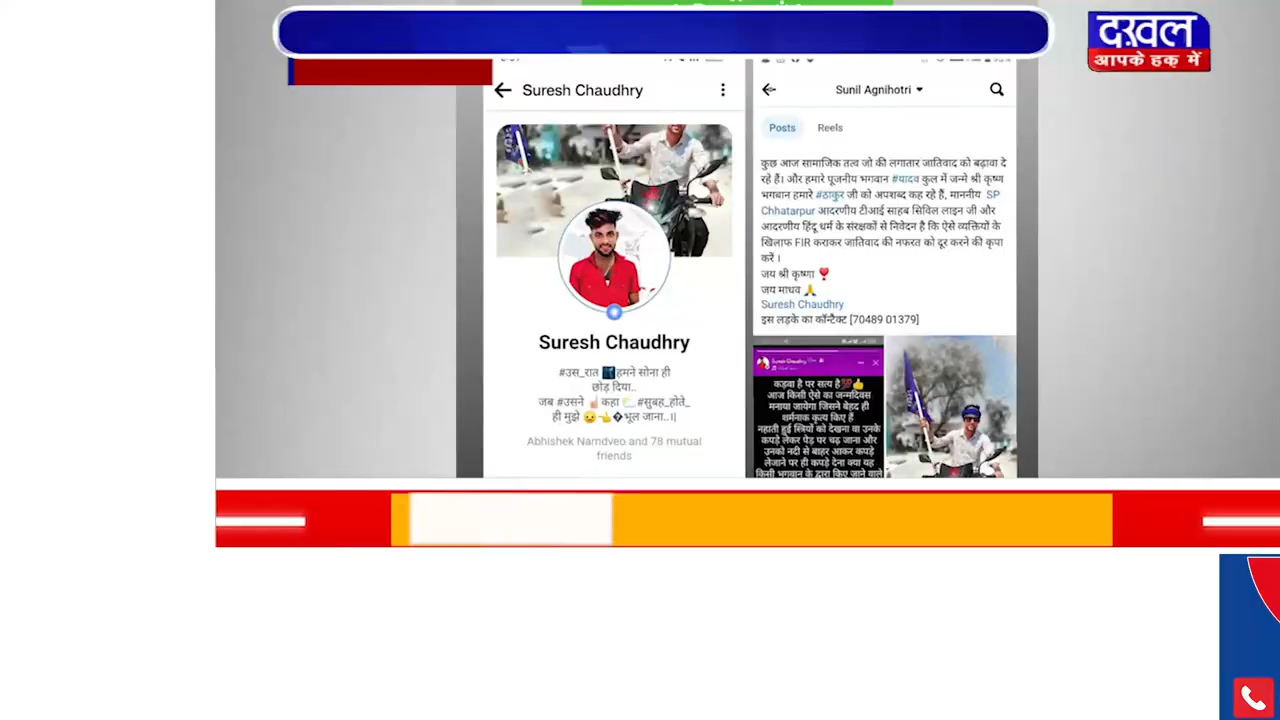 दख़ल
आपके हक़ में
Suresh Chaudhry
Sunil Agnihotri
Posts Reels
कुछ आज सामाजिक तत्व जो की लगातार जातिवाद को बढ़ावा दे
रहे हैं। और हमारे पूजनीय भगवान #यादव कुल में जन्मे श्री कृष्ण
भगवान हमारे #ठाकुर जी को अपशब्द कह रहे हैं, माननीय SP
Chhatarpur आदरणीय टीआई साहब सिविल लाइन जी और
आदरणीय हिंदू धर्म के संरक्षकों से निवेदन है कि ऐसे व्यक्तियों के
खिलाफ FIR कराकर जातिवाद की नफरत को दूर करने की कृपा
करें ।
जय श्री कृष्णा ❣️
जय माधव 🙏
Suresh Chaudhry
इस लड़के का कॉन्टैक्ट [70489 01379]
Suresh Chaudhry
#उस_रात 🌃हमने सोना ही
छोड़ दिया..
जब #उसने ☝🏻कहा 🌤️#सुबह_होते_
ही मुझे 😥👈�भूल जाना..||
Abhishek Namdveo and 78 mutual
friends
Suresh Chaudhry
कड़वा है पर सत्य है💯👍
आज किसी ऐसे का जन्मदिवस
मनाया जायेगा जिसने बेहद ही
शर्मनाक कृत्य किए हैं
नहाती हुई स्त्रियों को देखना वा उनके
कपड़े लेकर पेड़ पर चढ़ जाना और
उनको नदी से बाहर आकर कपड़े
लेजाने पर ही कपड़े देना क्या यह
किसी भगवान के द्वारा किए जाने वाले